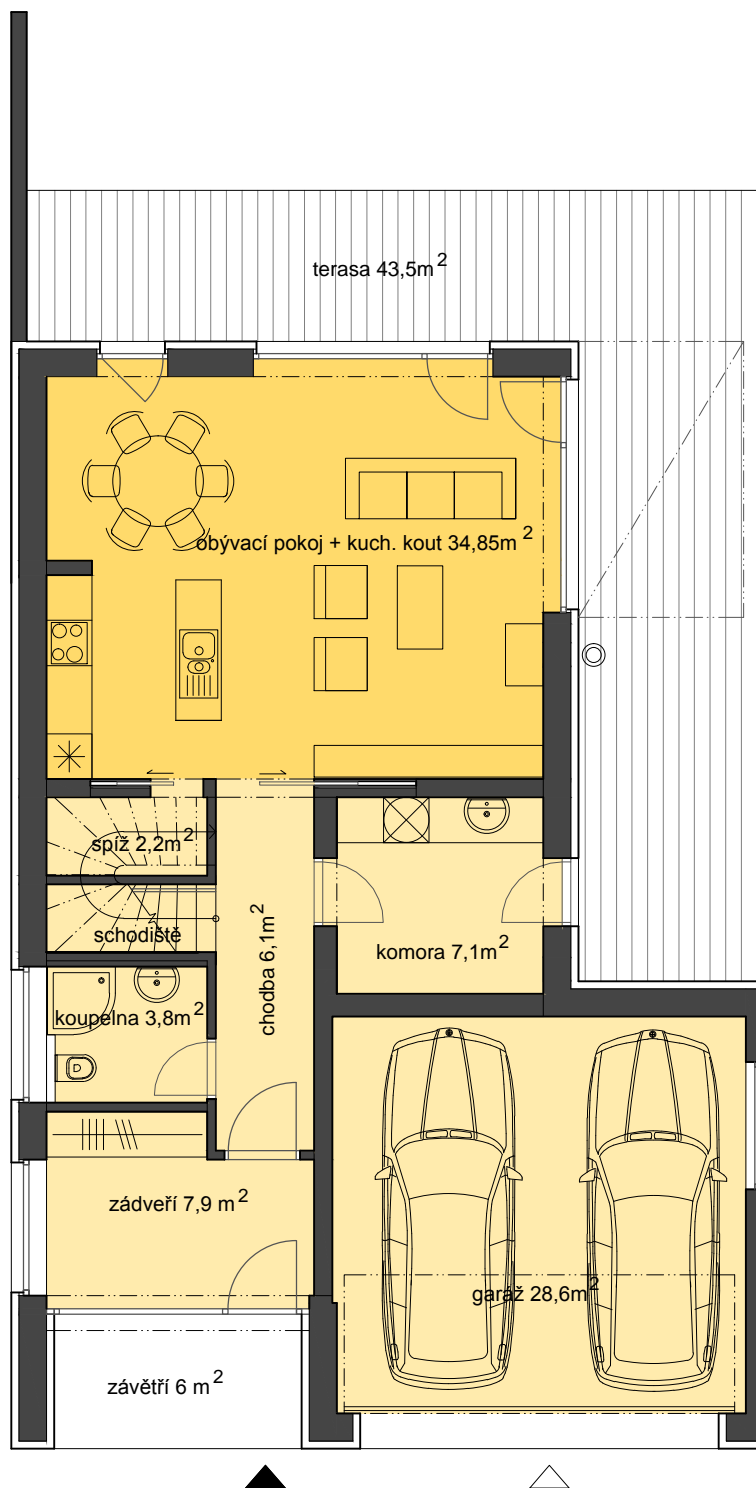 terasa 43,5m²
obývací pokoj + kuch. kout 34,85m²
spíž 2,2m²
schodiště
chodba 6,1m²
komora 7,1m²
koupelna 3,8m²
zádveří 7,9 m²
garáž 28,6m²
závětří 6 m²